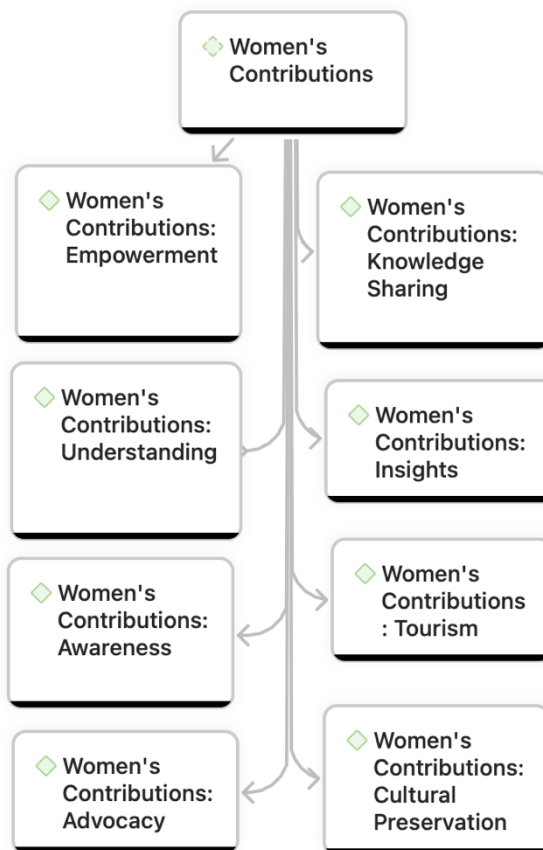 Women's
Contributions
Women's
Contributions:
Empowerment
Women's
Contributions:
Knowledge
Sharing
Women's
Contributions:
Understanding
Women's
Contributions:
Insights
Women's
Contributions:
Awareness
Women's
Contributions
: Tourism
Women's
Contributions:
Advocacy
Women's
Contributions:
Cultural
Preservation